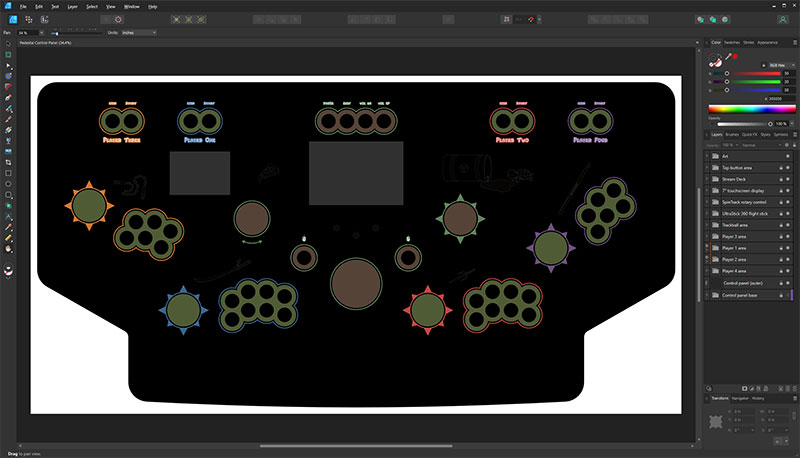 File Edit Text Layer Select View Window Help
Pan: 34 % Units: Inches
Pedestal Control Panel (34.4%)
PLAYER THREE
PLAYER ONE
PLAYER TWO
PLAYER FOUR
Color Swatches Stroke Appearance
RGB Hex
Opacity
100 %
Layers Brushes Quick FX Styles Symbols
Opacity: 100 % Normal
Art
Top button area
Stream Deck
7" touchscreen display
SpinTrack rotary control
UltraStick 360 flight stick
Trackball area
Player 3 area
Player 1 area
Player 2 area
Player 4 area
Control panel (outer)
Control panel base
Transform Navigator History
Drag to pan view.